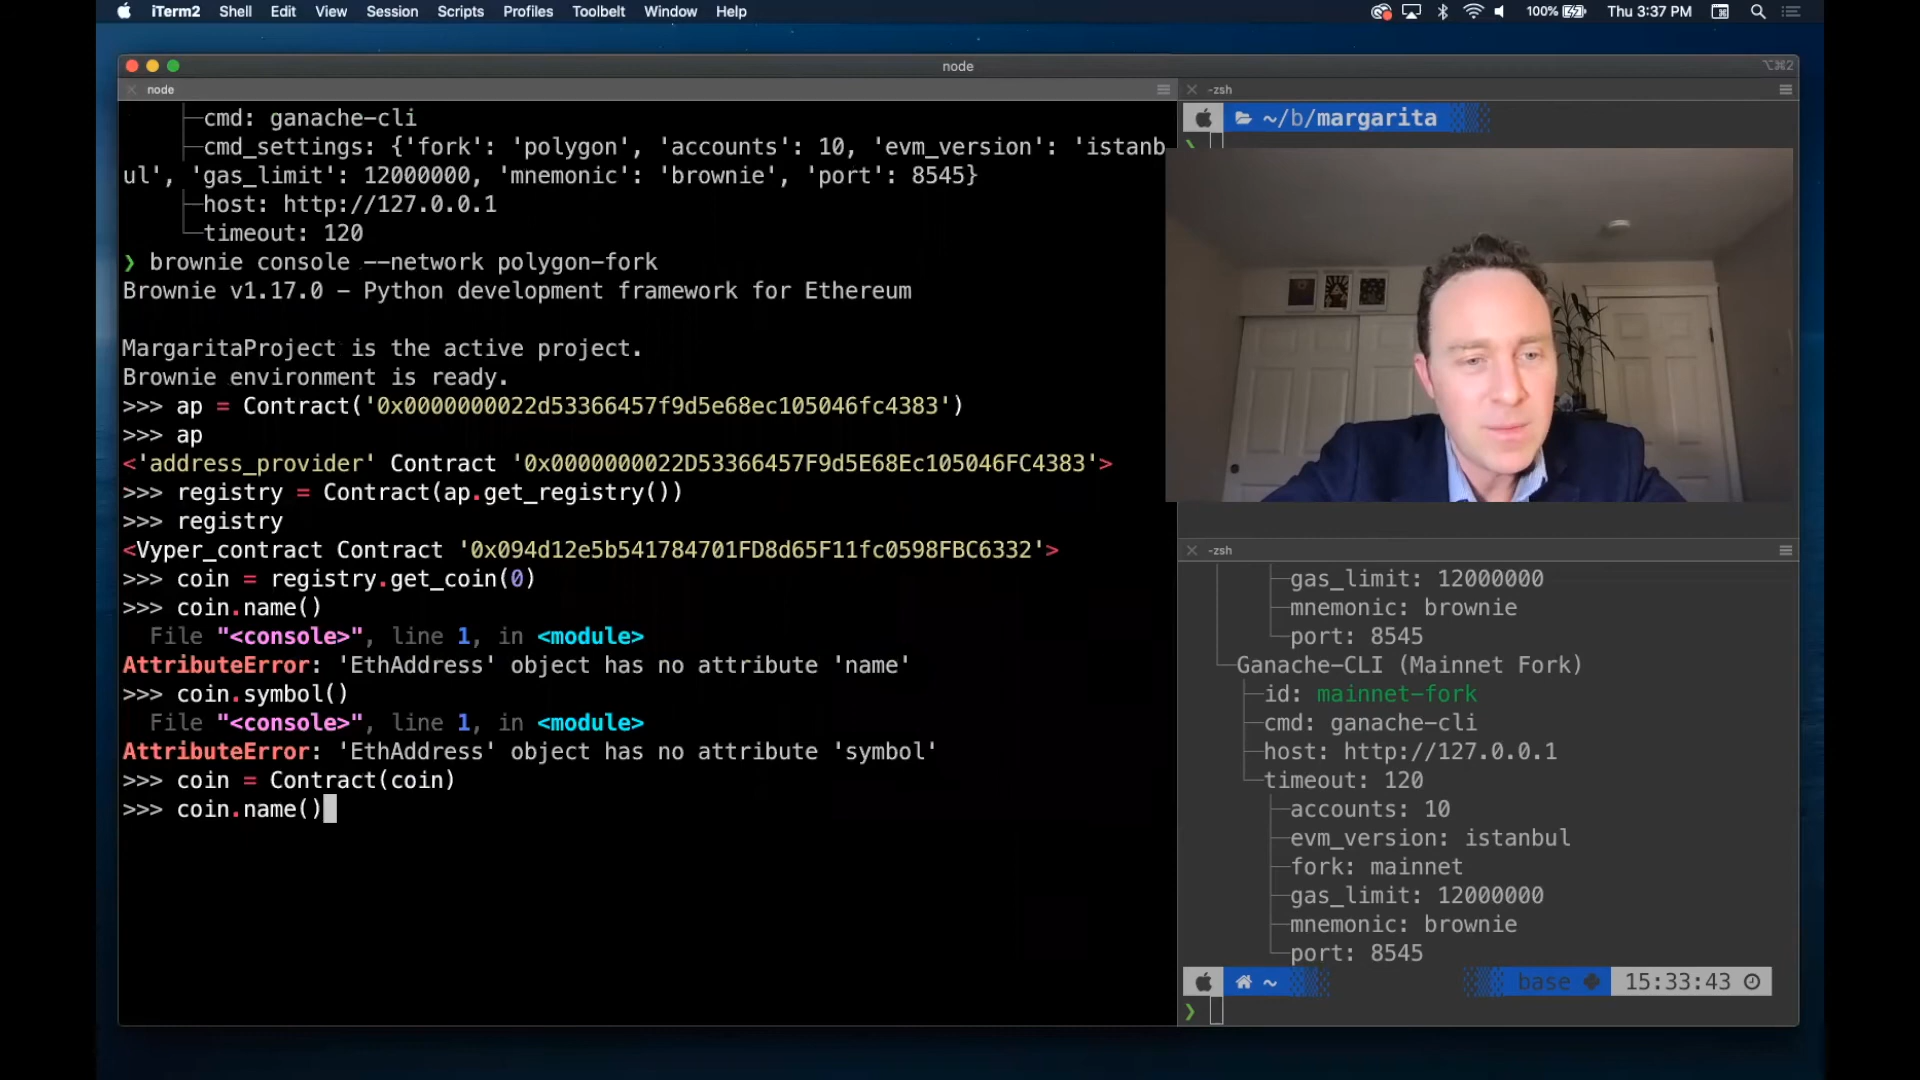 iTerm2 Shell Edit View Session Scripts Profiles Toolbelt Window Help 100% Thu 3:37 PM
node ⌥⌘2
node
├─cmd: ganache-cli
├─cmd_settings: {'fork': 'polygon', 'accounts': 10, 'evm_version': 'istanb
ul', 'gas_limit': 12000000, 'mnemonic': 'brownie', 'port': 8545}
├─host: http://127.0.0.1
└─timeout: 120
❯ brownie console --network polygon-fork
Brownie v1.17.0 - Python development framework for Ethereum
MargaritaProject is the active project.
Brownie environment is ready.
>>> ap = Contract('0x0000000022d53366457f9d5e68ec105046fc4383')
>>> ap
<'address_provider' Contract '0x0000000022D53366457F9d5E68Ec105046FC4383'>
>>> registry = Contract(ap.get_registry())
>>> registry
<Vyper_contract Contract '0x094d12e5b541784701FD8d65F11fc0598FBC6332'>
>>> coin = registry.get_coin(0)
>>> coin.name()
File "<console>", line 1, in <module>
AttributeError: 'EthAddress' object has no attribute 'name'
>>> coin.symbol()
File "<console>", line 1, in <module>
AttributeError: 'EthAddress' object has no attribute 'symbol'
>>> coin = Contract(coin)
>>> coin.name()
-zsh
~/b/margarita
❯
-zsh
├─gas_limit: 12000000
├─mnemonic: brownie
└─port: 8545
└─Ganache-CLI (Mainnet Fork)
├─id: mainnet-fork
├─cmd: ganache-cli
├─host: http://127.0.0.1
└─timeout: 120
├─accounts: 10
├─evm_version: istanbul
├─fork: mainnet
├─gas_limit: 12000000
├─mnemonic: brownie
└─port: 8545
~ base 15:33:43
❯